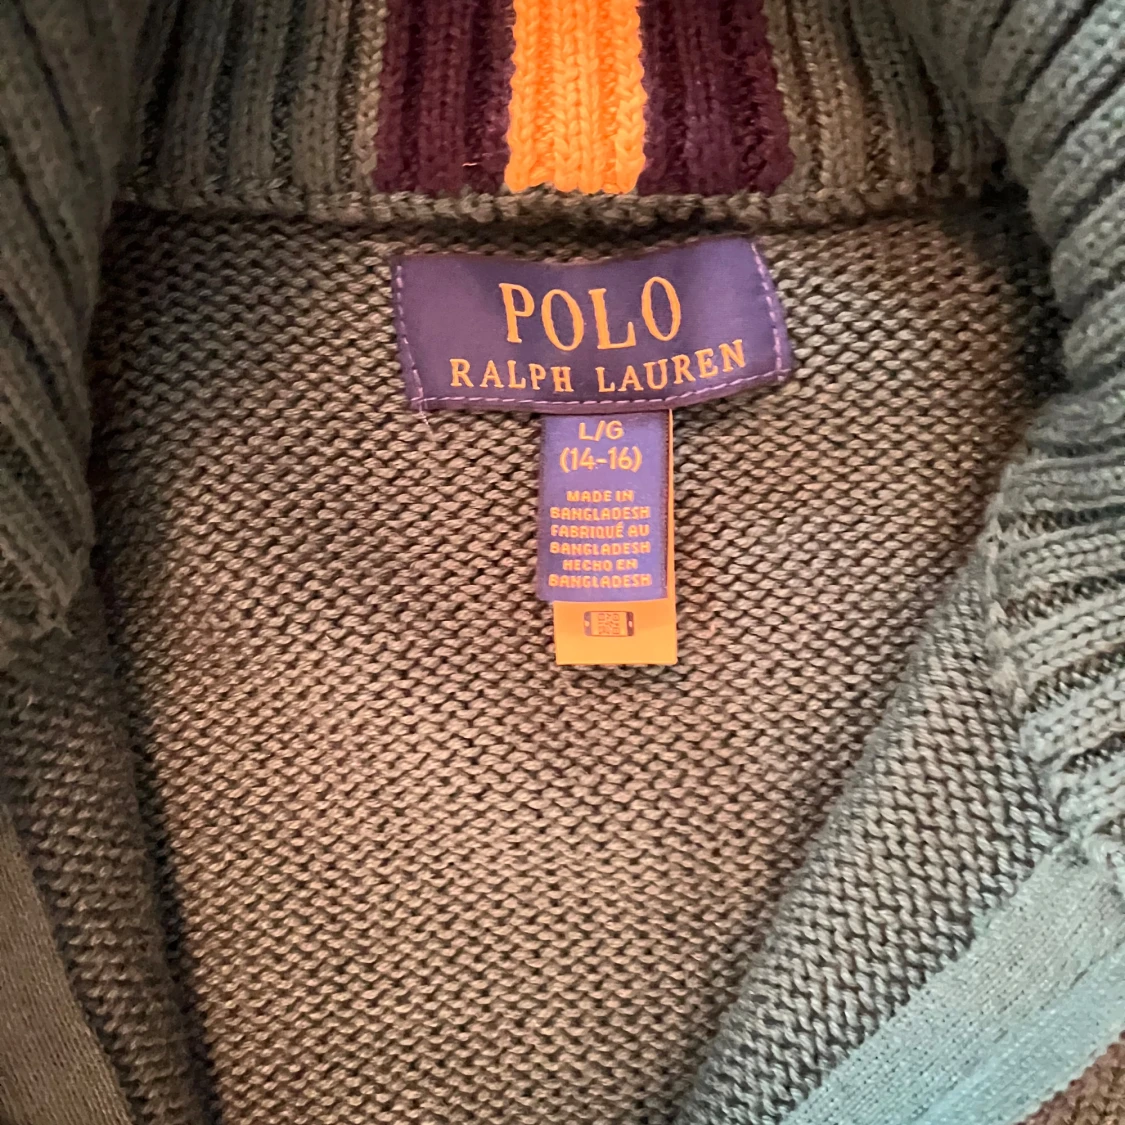 POLO
RALPH LAUREN
L/G
(14-16)
MADE IN
BANGLADESH
FABRIQUÉ AU
BANGLADESH
HECHO EN
BANGLADESH